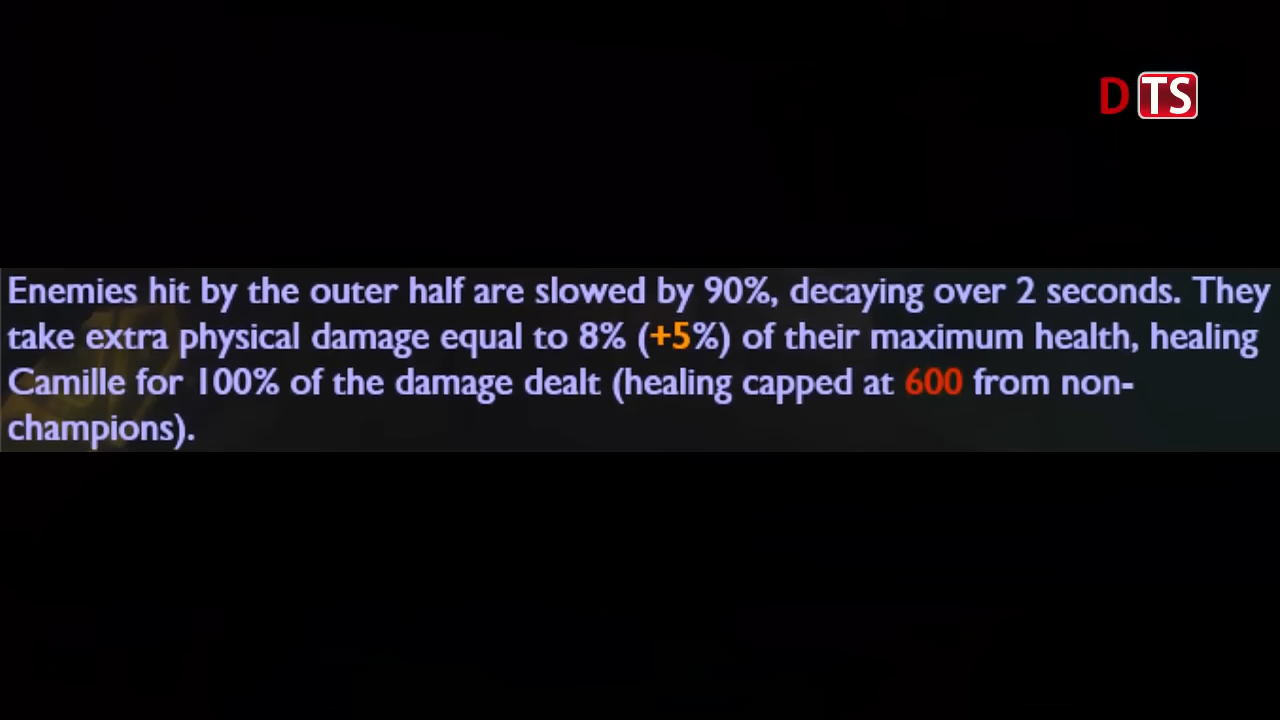 D TS
Enemies hit by the outer half are slowed by 90%, decaying over 2 seconds. They
take extra physical damage equal to 8% (+5%) of their maximum health, healing
Camille for 100% of the damage dealt (healing capped at 600 from non-
champions).